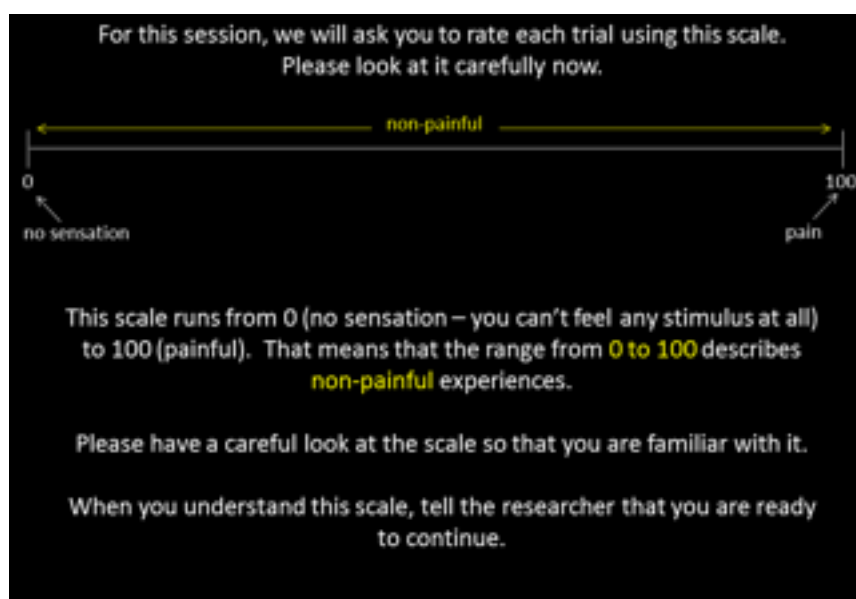 For this session, we will ask you to rate each trial using this scale.
Please look at it carefully now.
non-painful
0
100
no sensation
pain
This scale runs from 0 (no sensation – you can't feel any stimulus at all)
to 100 (painful). That means that the range from 0 to 100 describes
non-painful experiences.
Please have a careful look at the scale so that you are familiar with it.
When you understand this scale, tell the researcher that you are ready
to continue.